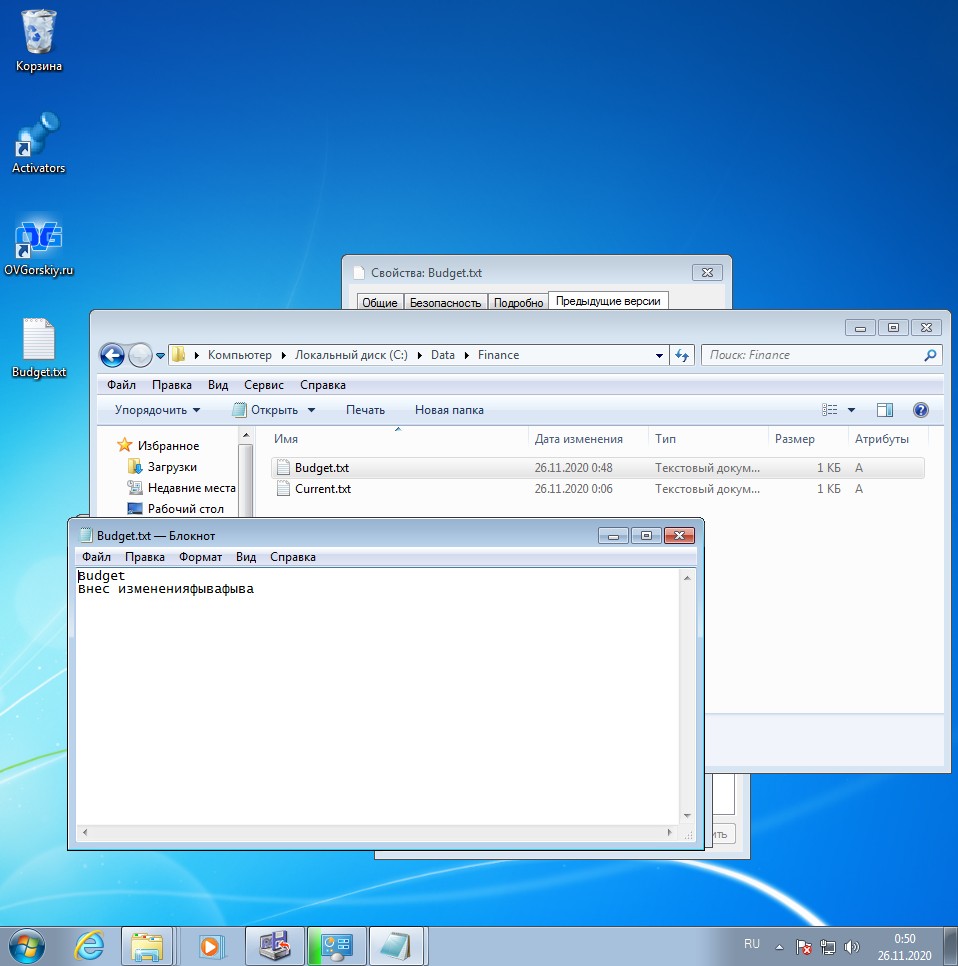 Корзина
Activators
OVGorskiy.ru
Budget.txt
Свойства: Budget.txt
Общие Безопасность Подробно Предыдущие версии
Компьютер Локальный диск (C:) Data Finance
Поиск: Finance
Файл Правка Вид Сервис Справка
Упорядочить Открыть Печать Новая папка
Избранное
Загрузки
Недавние места
Рабочий стол
Имя Дата изменения Тип Размер Атрибуты
Budget.txt 26.11.2020 0:48 Текстовый докум... 1 КБ A
Current.txt 26.11.2020 0:06 Текстовый докум... 1 КБ A
Budget.txt — Блокнот
Файл Правка Формат Вид Справка
Budget
Внес измененияфывафыва
ить
RU
0:50
26.11.2020